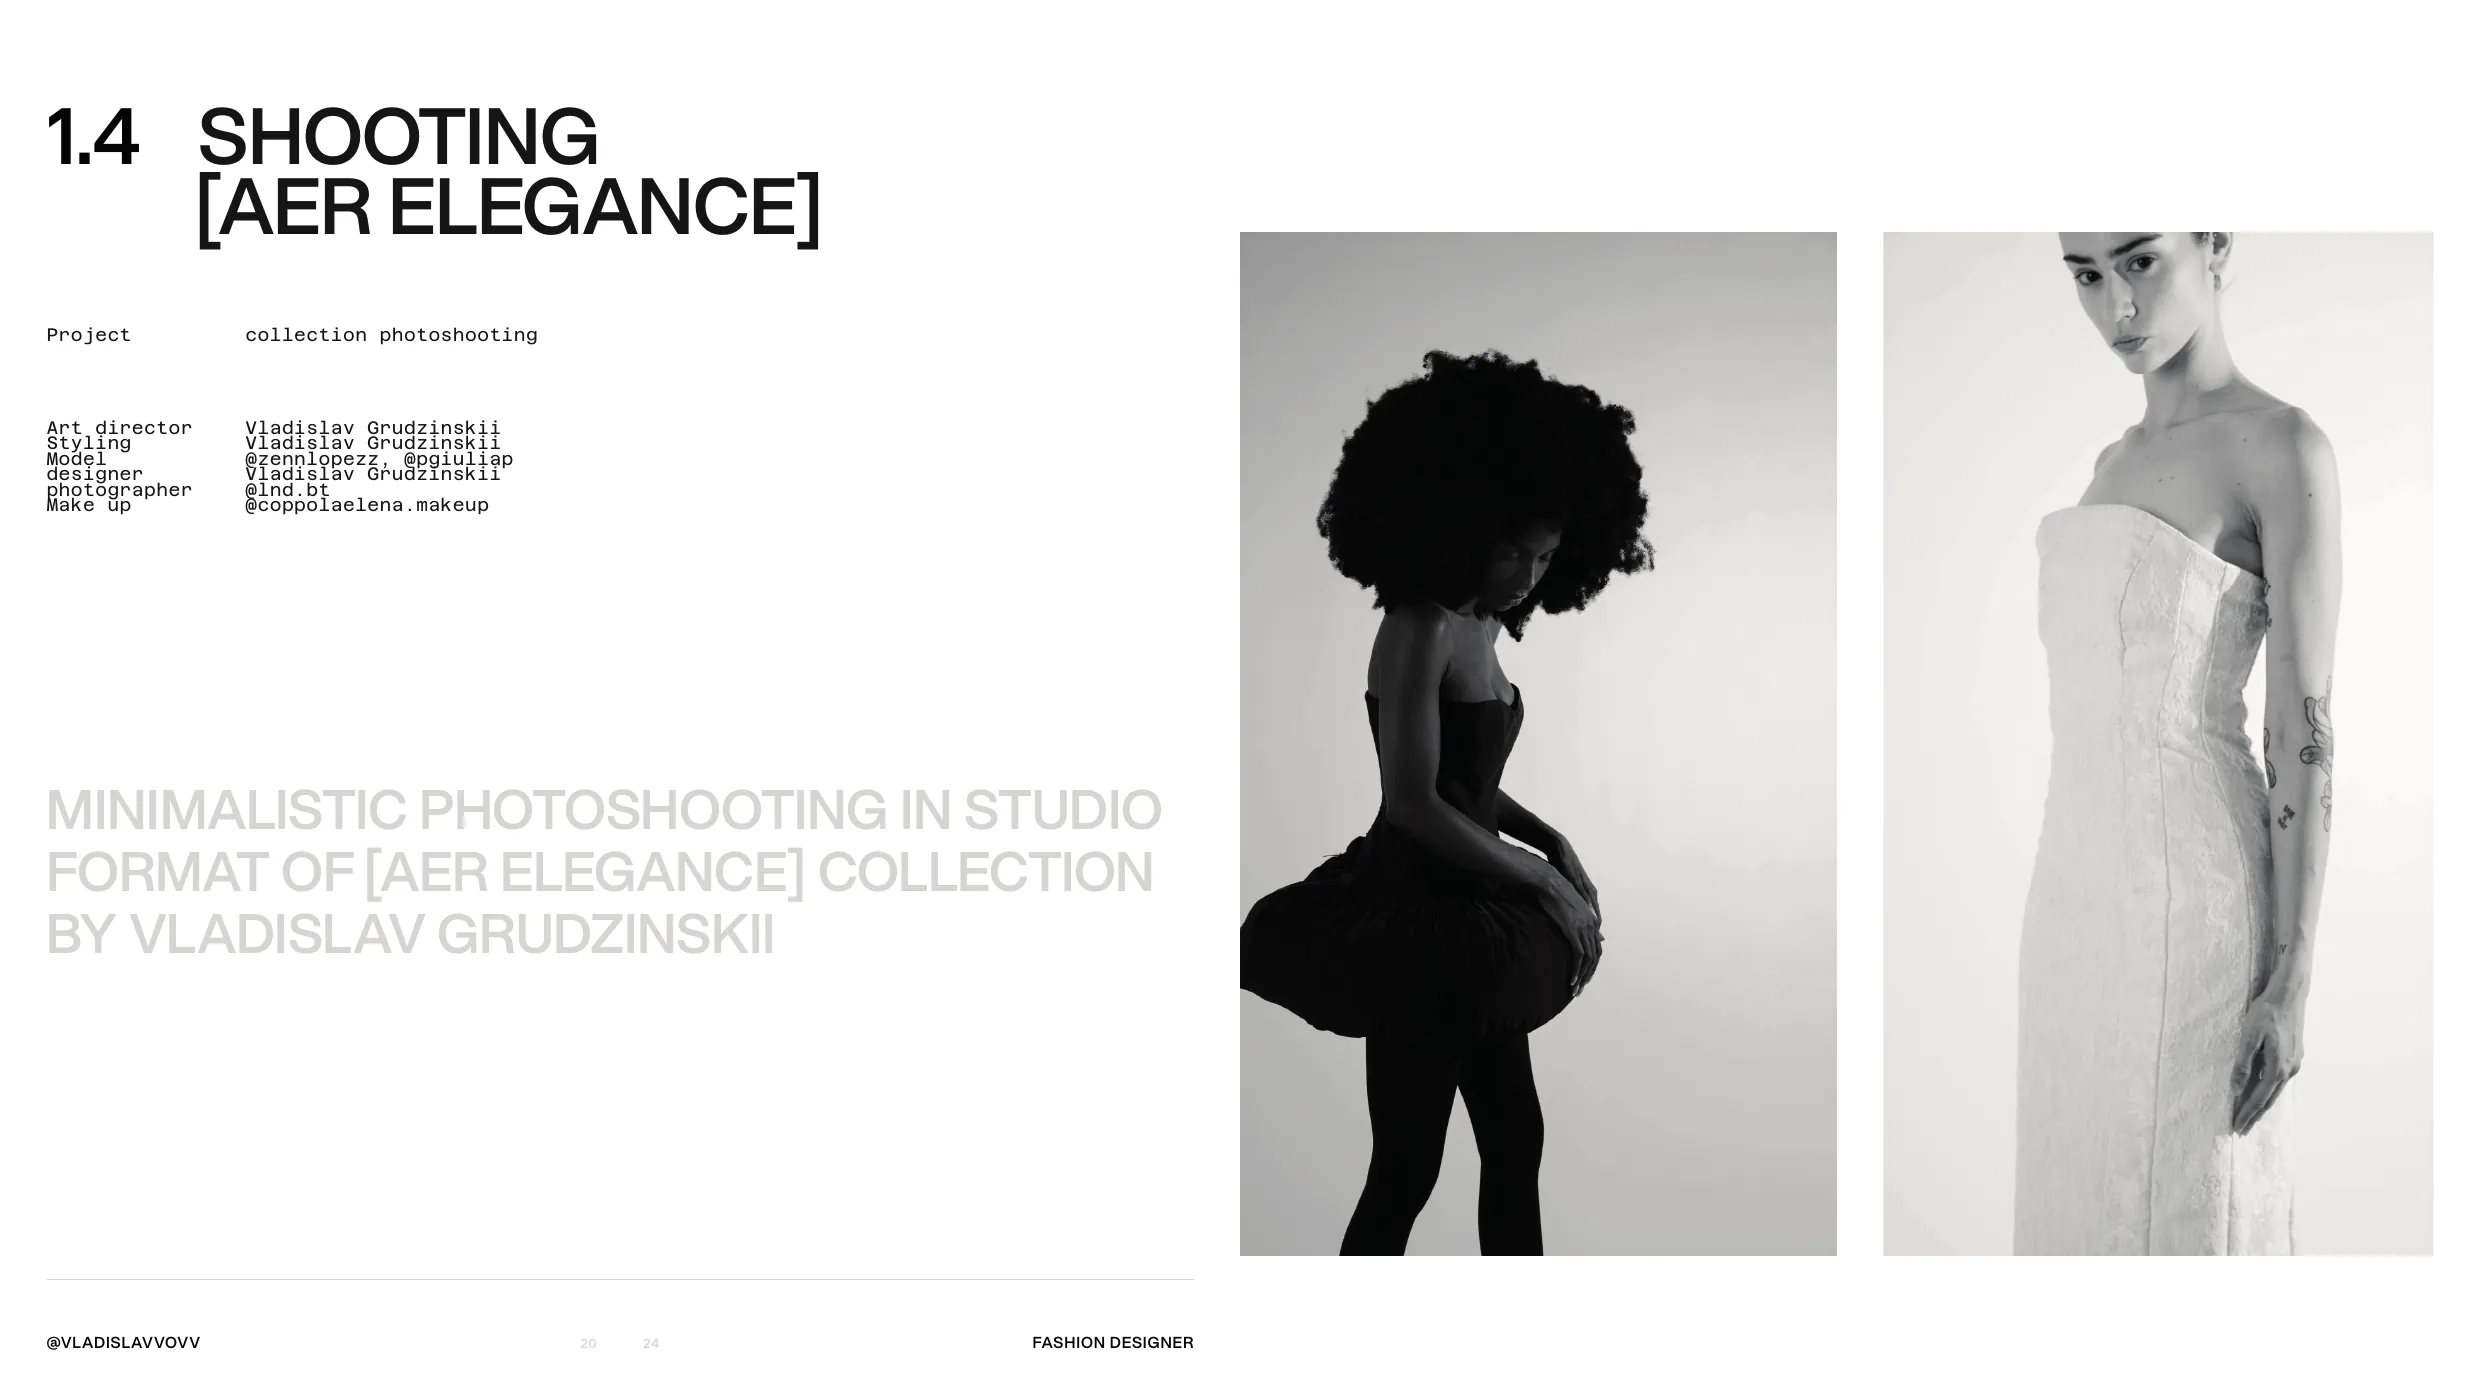 1.4 SHOOTING
[AER ELEGANCE]
Project collection photoshooting
Art director Vladislav Grudzinskii
Styling Vladislav Grudzinskii
Model @zennlopezz, @pgiuliap
designer Vladislav Grudzinskii
photographer @lnd.bt
Make up @coppolaelena.makeup
MINIMALISTIC PHOTOSHOOTING IN STUDIO
FORMAT OF [AER ELEGANCE] COLLECTION
BY VLADISLAV GRUDZINSKII
@VLADISLAVVOVV 20 24 FASHION DESIGNER